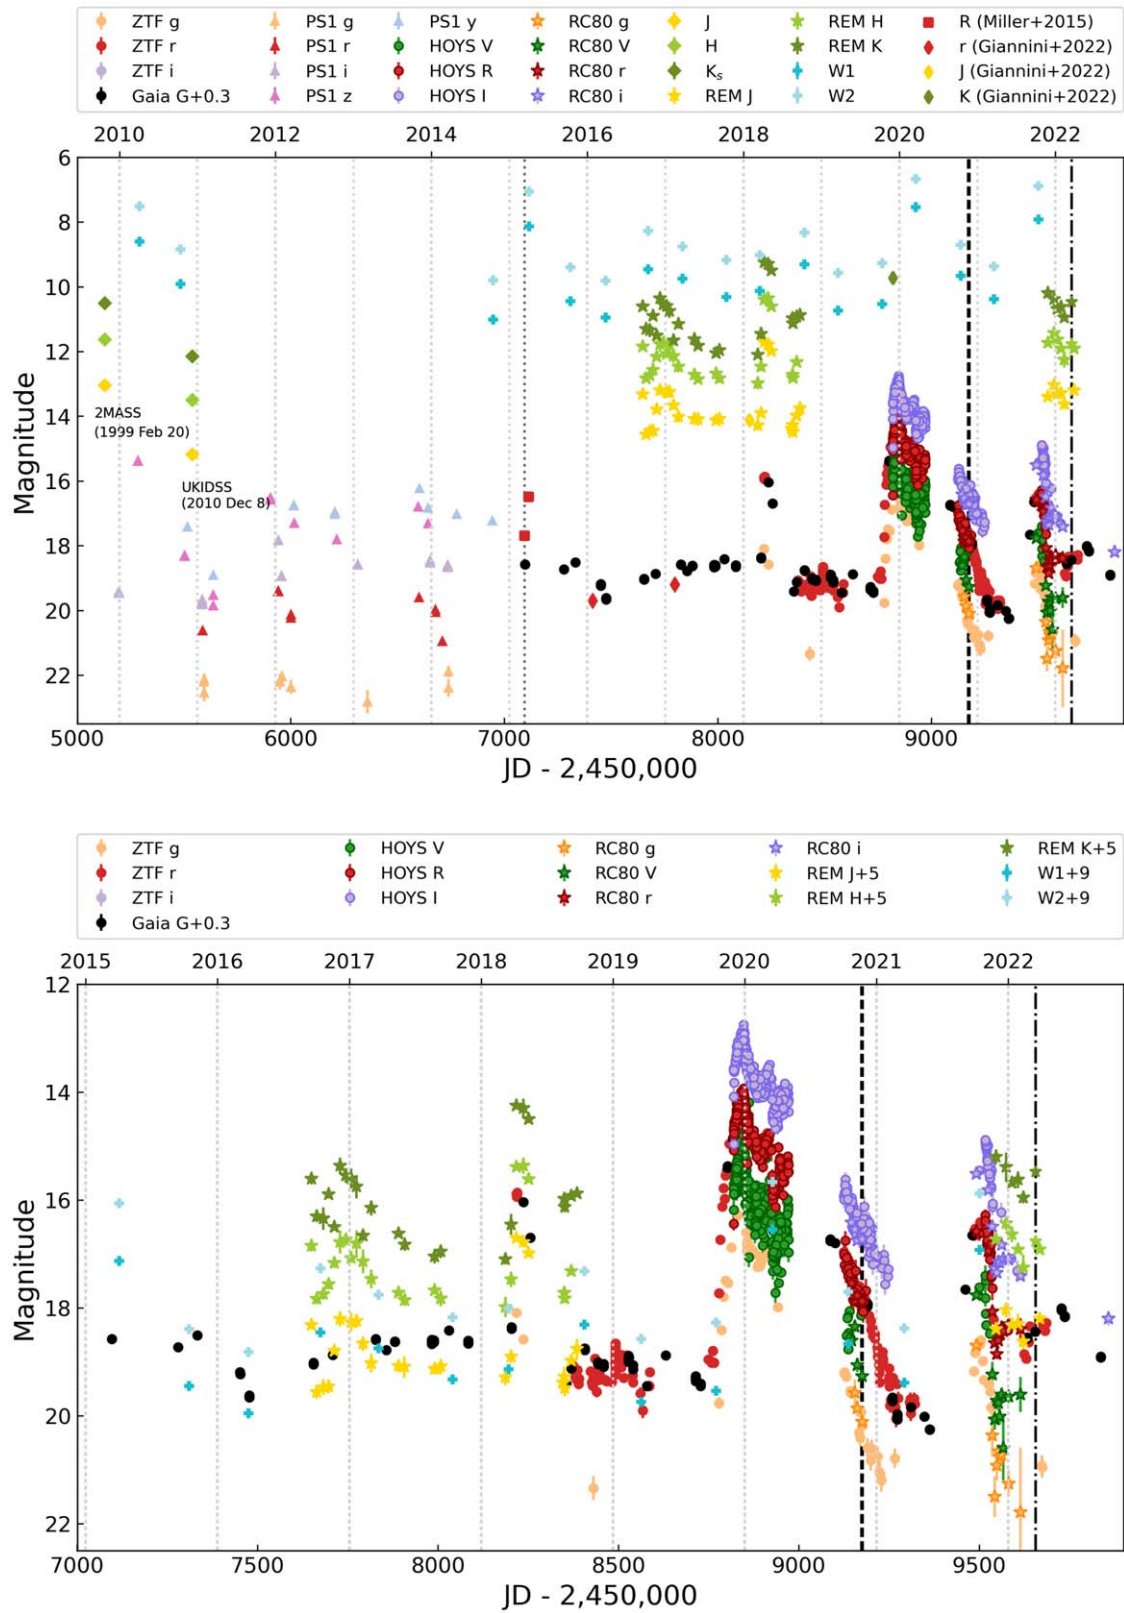 ZTF g PS1 g PS1 y RC80 g J REM H R (Miller+2015)
ZTF r PS1 r HOYS V RC80 V H REM K r (Giannini+2022)
ZTF i PS1 i HOYS R RC80 r Ks W1 J (Giannini+2022)
Gaia G+0.3 PS1 z HOYS I RC80 i REM J W2 K (Giannini+2022)
2010 2012 2014 2016 2018 2020 2022
6
8
10
12
14
16
18
20
22
Magnitude
2MASS
(1999 Feb 20)
UKIDSS
(2010 Dec 8)
5000 6000 7000 8000 9000
JD - 2,450,000
ZTF g HOYS V RC80 g RC80 i REM K+5
ZTF r HOYS R RC80 V REM J+5 W1+9
ZTF i HOYS I RC80 r REM H+5 W2+9
Gaia G+0.3
2015 2016 2017 2018 2019 2020 2021 2022
12
14
16
18
20
22
Magnitude
7000 7500 8000 8500 9000 9500
JD - 2,450,000